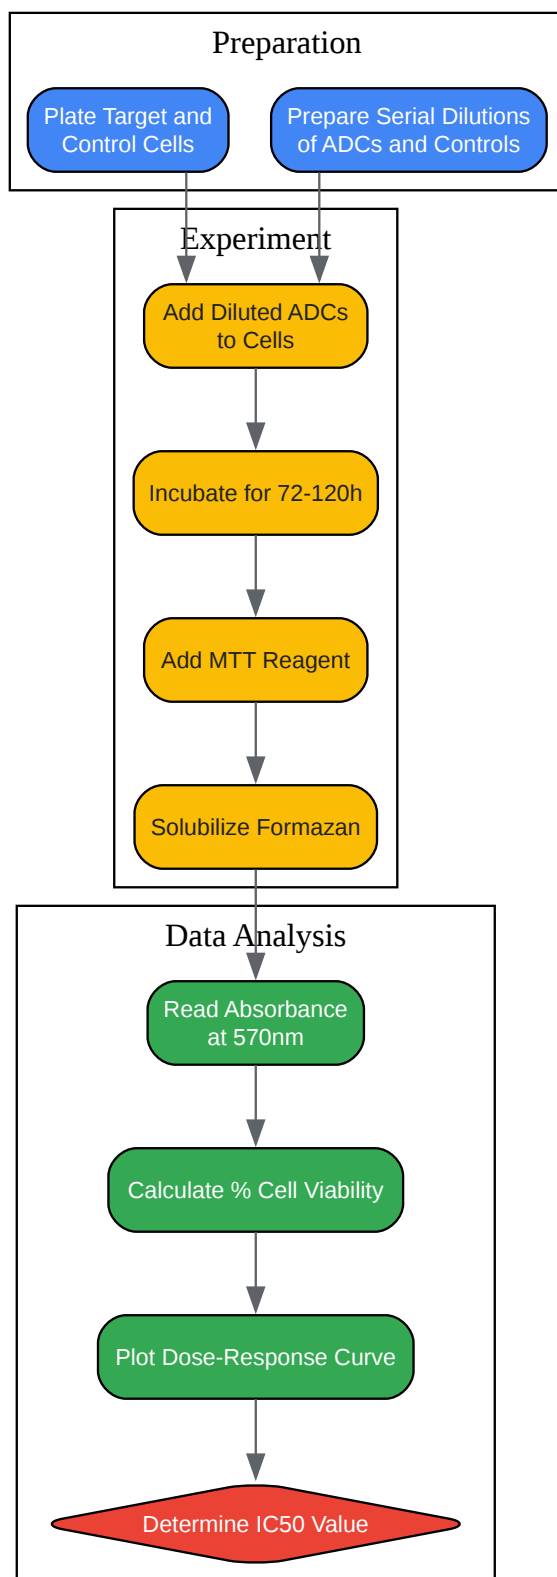 Preparation
Plate Target and
Control Cells
Prepare Serial Dilutions
of ADCs and Controls
Experiment
Add Diluted ADCs
to Cells
Incubate for 72-120h
Add MTT Reagent
Solubilize Formazan
Data Analysis
Read Absorbance
at 570nm
Calculate % Cell Viability
Plot Dose-Response Curve
Determine IC50 Value